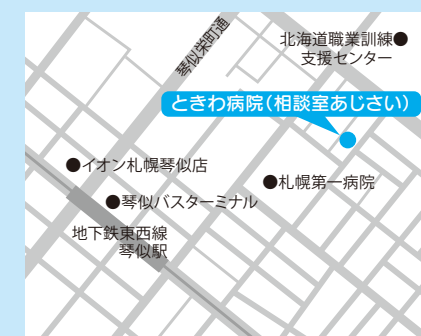 琴似栄町通
北海道職業訓練●
支援センター
ときわ病院(相談室あじさい)
●イオン札幌琴似店
●札幌第一病院
●琴似バスターミナル
地下鉄東西線
琴似駅